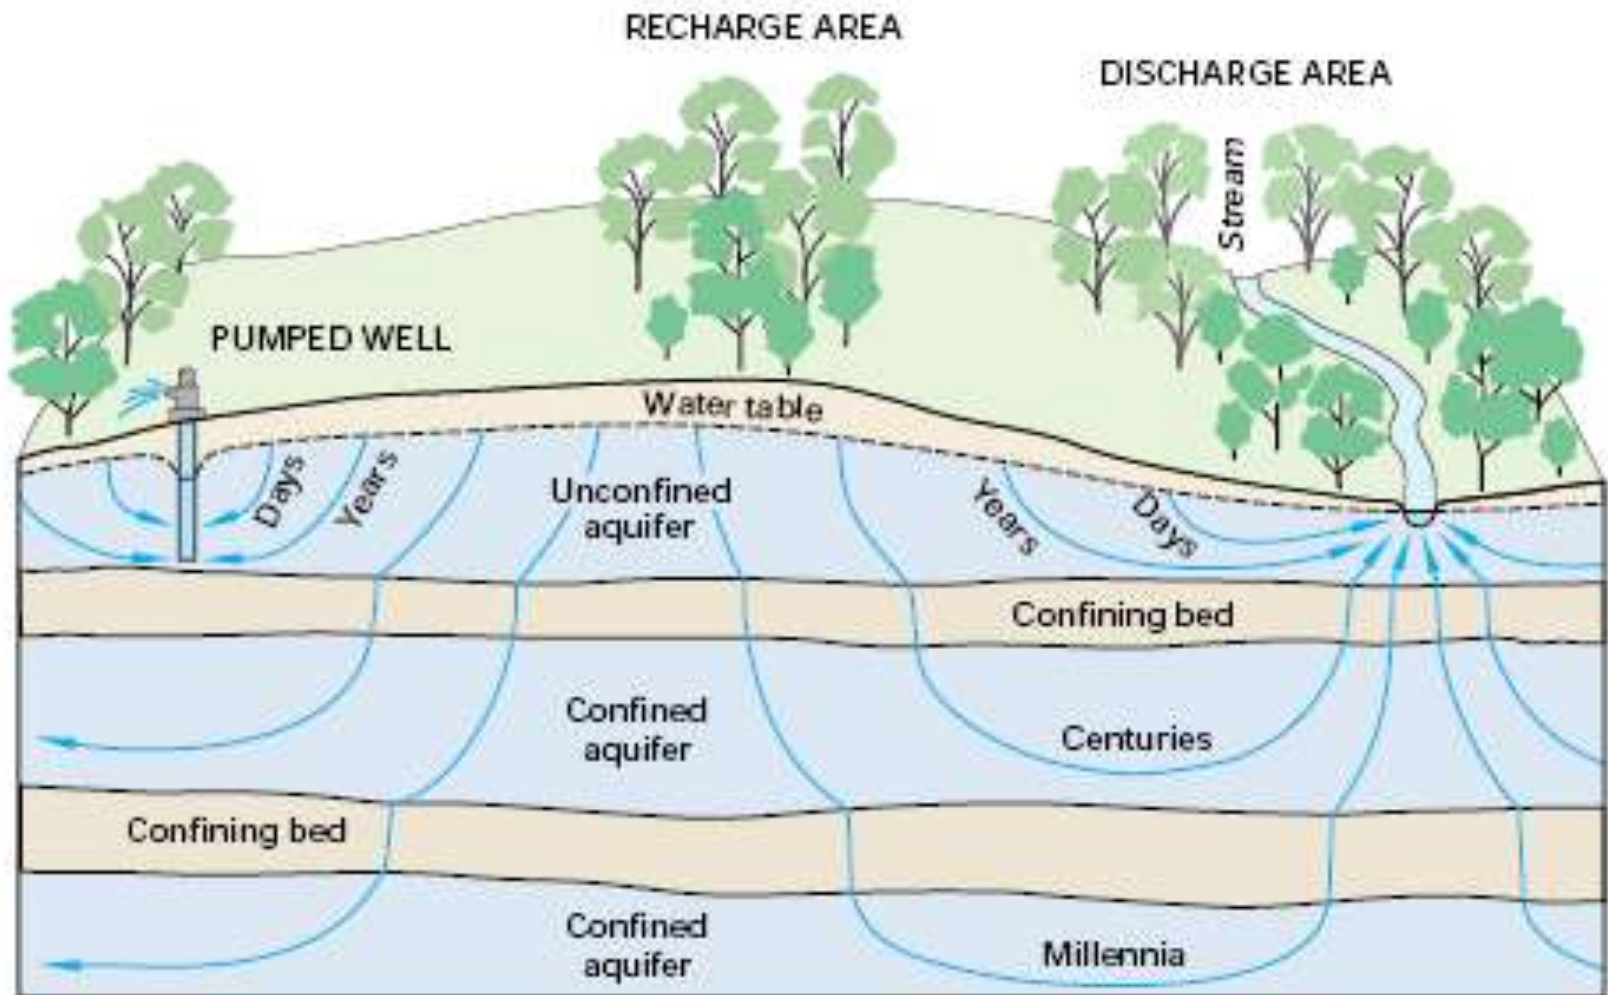 RECHARGE AREA
DISCHARGE AREA
Stream
PUMPED WELL
Water table
Days
Years
Unconfined
aquifer
Years
Days
Confining bed
Confined
aquifer
Centuries
Confining bed
Confined
aquifer
Millennia